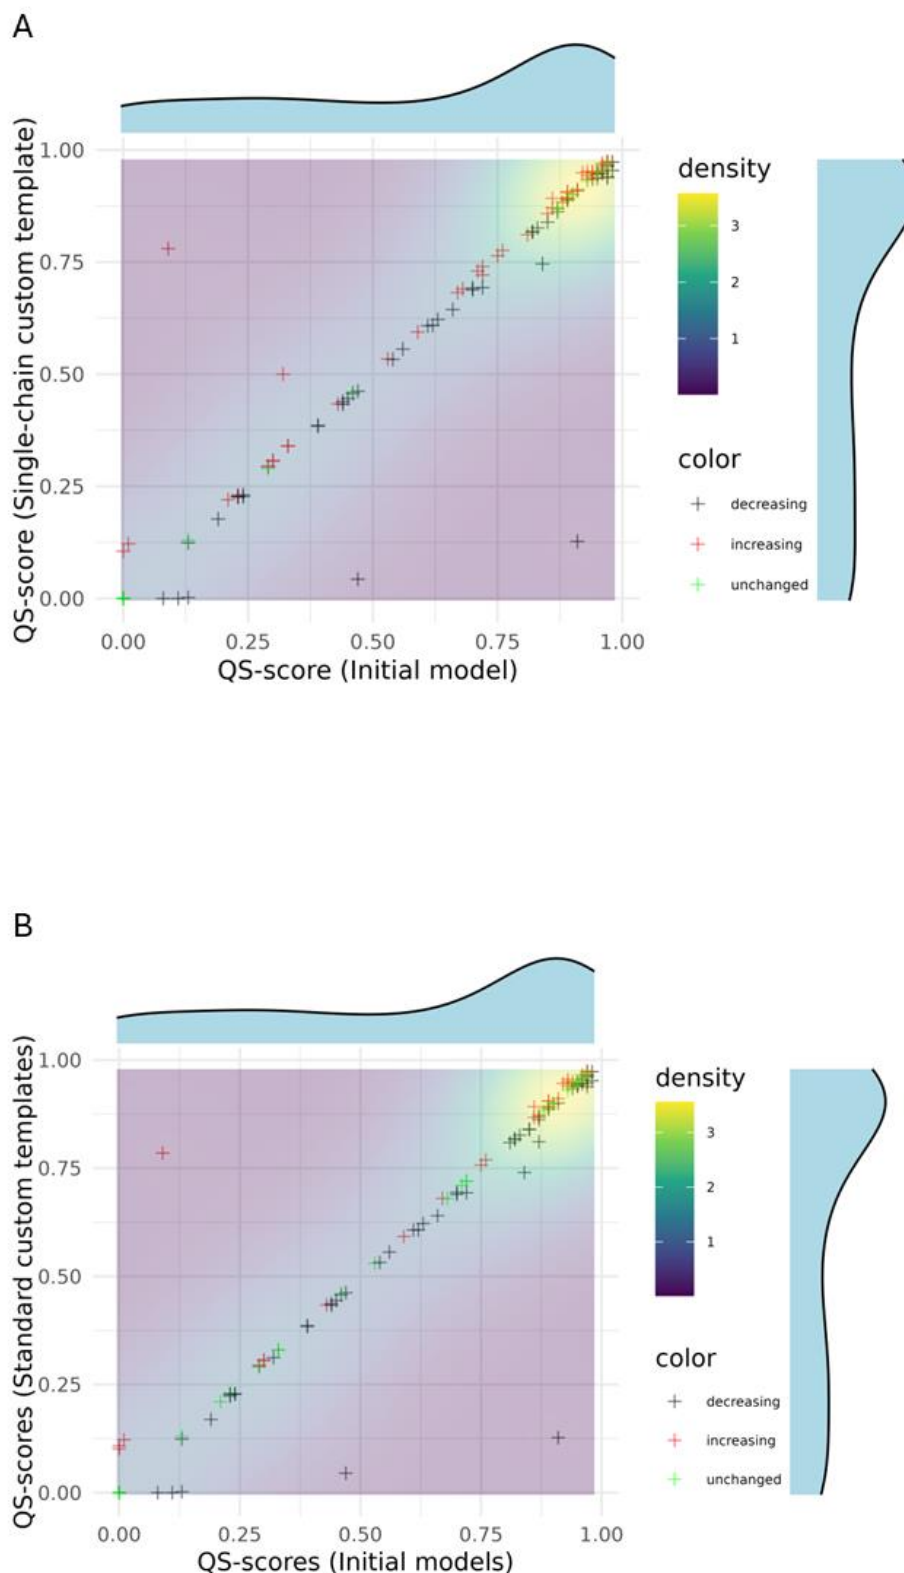 A
QS-score (Single-chain custom template)
1.00
0.75
0.50
0.25
0.00
0.00 0.25 0.50 0.75 1.00
QS-score (Initial model)
density
3
2
1
color
decreasing
increasing
unchanged
B
QS-scores (Standard custom templates)
1.00
0.75
0.50
0.25
0.00
0.00 0.25 0.50 0.75 1.00
QS-scores (Initial models)
density
3
2
1
color
decreasing
increasing
unchanged